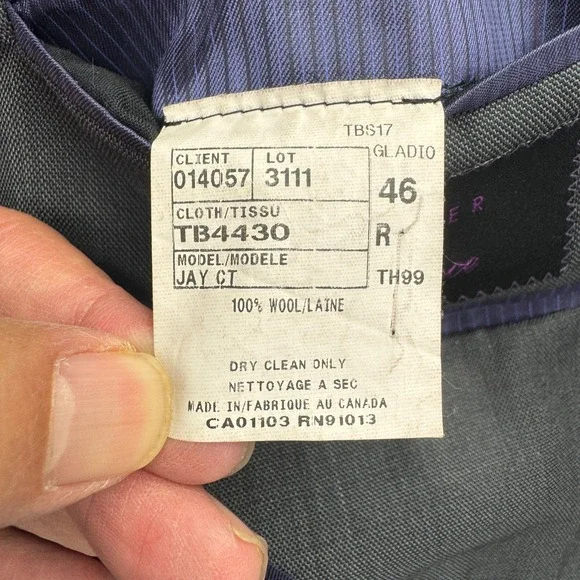 TBS17
GLADIO
CLIENT LOT
014057 3111
46
CLOTH/TISSU
TB4430
R
MODEL/MODELE
JAY CT
TH99
100% WOOL/LAINE
DRY CLEAN ONLY
NETTOYAGE A SEC
MADE IN/FABRIQUE AU CANADA
CA01103 RN91013
E R